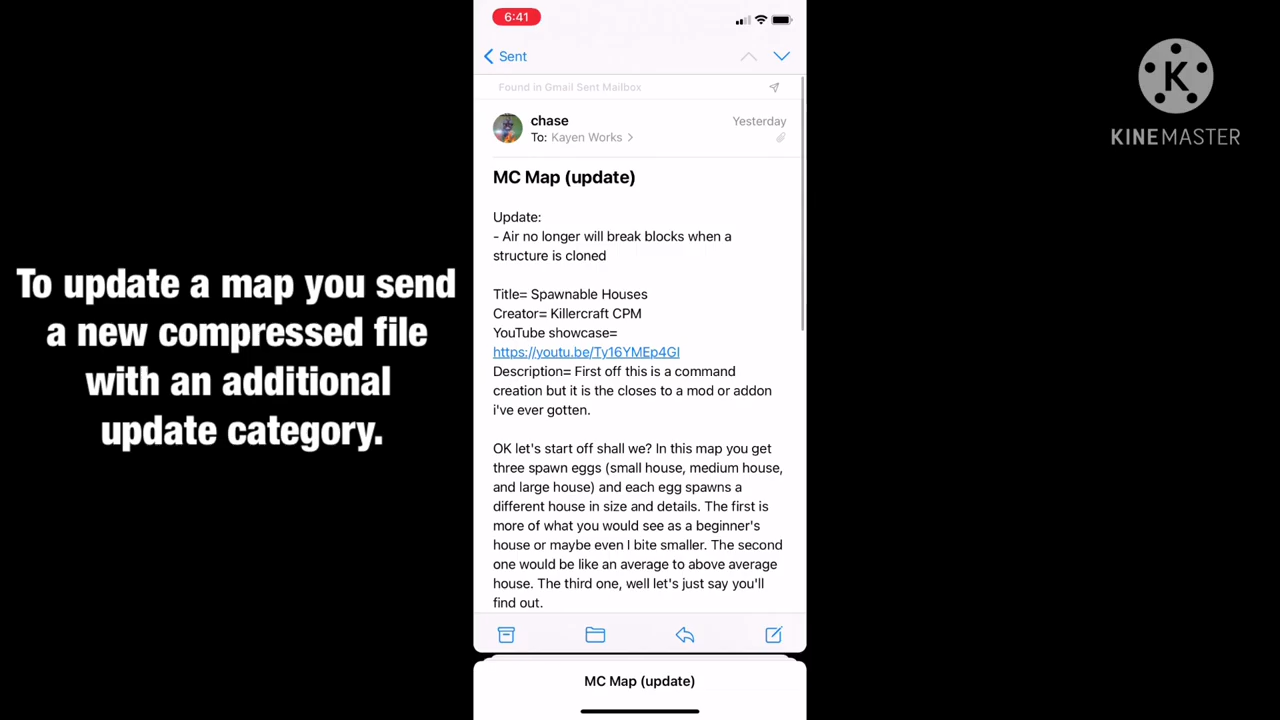 6:41
Sent
Found in Gmail Sent Mailbox
chase
Yesterday
To: Kayen Works
MC Map (update)
Update:
- Air no longer will break blocks when a
structure is cloned
Title= Spawnable Houses
Creator= Killercraft CPM
YouTube showcase=
https://youtu.be/Ty16YMEp4GI
Description= First off this is a command
creation but it is the closes to a mod or addon
i've ever gotten.
OK let's start off shall we? In this map you get
three spawn eggs (small house, medium house,
and large house) and each egg spawns a
different house in size and details. The first is
more of what you would see as a beginner's
house or maybe even I bite smaller. The second
one would be like an average to above average
house. The third one, well let's just say you'll
find out.
MC Map (update)
To update a map you send
a new compressed file
with an additional
update category.
K
KINEMASTER